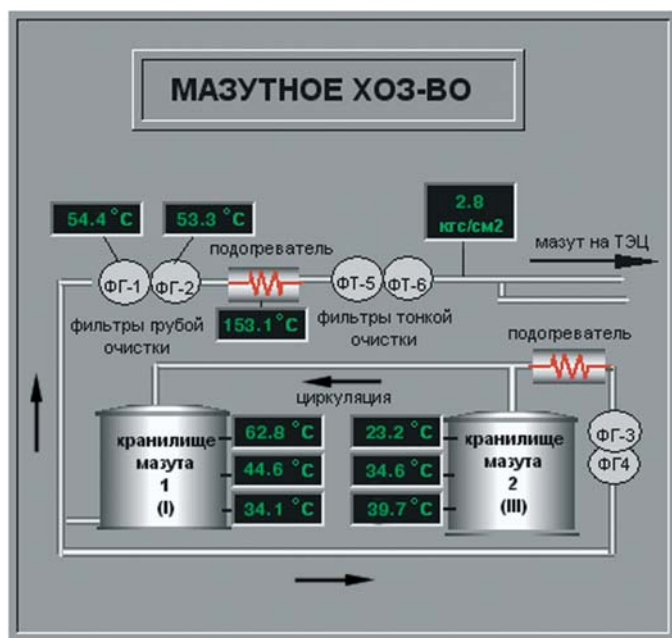 МАЗУТНОЕ ХОЗ-ВО
54.4 °C
53.3 °C
2.8
кгс/см2
подогреватель
мазут на ТЭЦ
ФГ-1
ФГ-2
ФТ-5
ФТ-6
153.1 °C
фильтры грубой
очистки
фильтры тонкой
очистки
подогреватель
циркуляция
кранилище
мазута
1
(I)
62.8 °C
44.6 °C
34.1 °C
23.2 °C
34.6 °C
39.7 °C
кранилище
мазута
2
(III)
ФГ-3
ФГ4